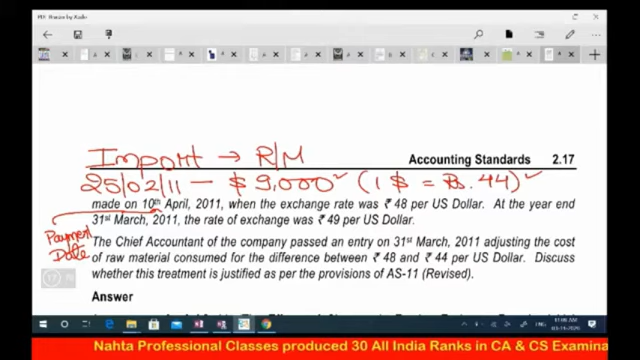 PDF Reader by Xodo
Import → R/M
Accounting Standards 2.17
25/02/11 - $ 9,000 (1 $ = Rs. 44)
made on 10th April, 2011, when the exchange rate was ₹ 48 per US Dollar. At the year end
31st March, 2011, the rate of exchange was ₹ 49 per US Dollar.
Payment
Date
The Chief Accountant of the company passed an entry on 31st March, 2011 adjusting the cost
of raw material consumed for the difference between ₹ 48 and ₹ 44 per US Dollar. Discuss
whether this treatment is justified as per the provisions of AS-11 (Revised).
Answer
ENG
Nahta Professional Classes produced 30 All India Ranks in CA & CS Examina